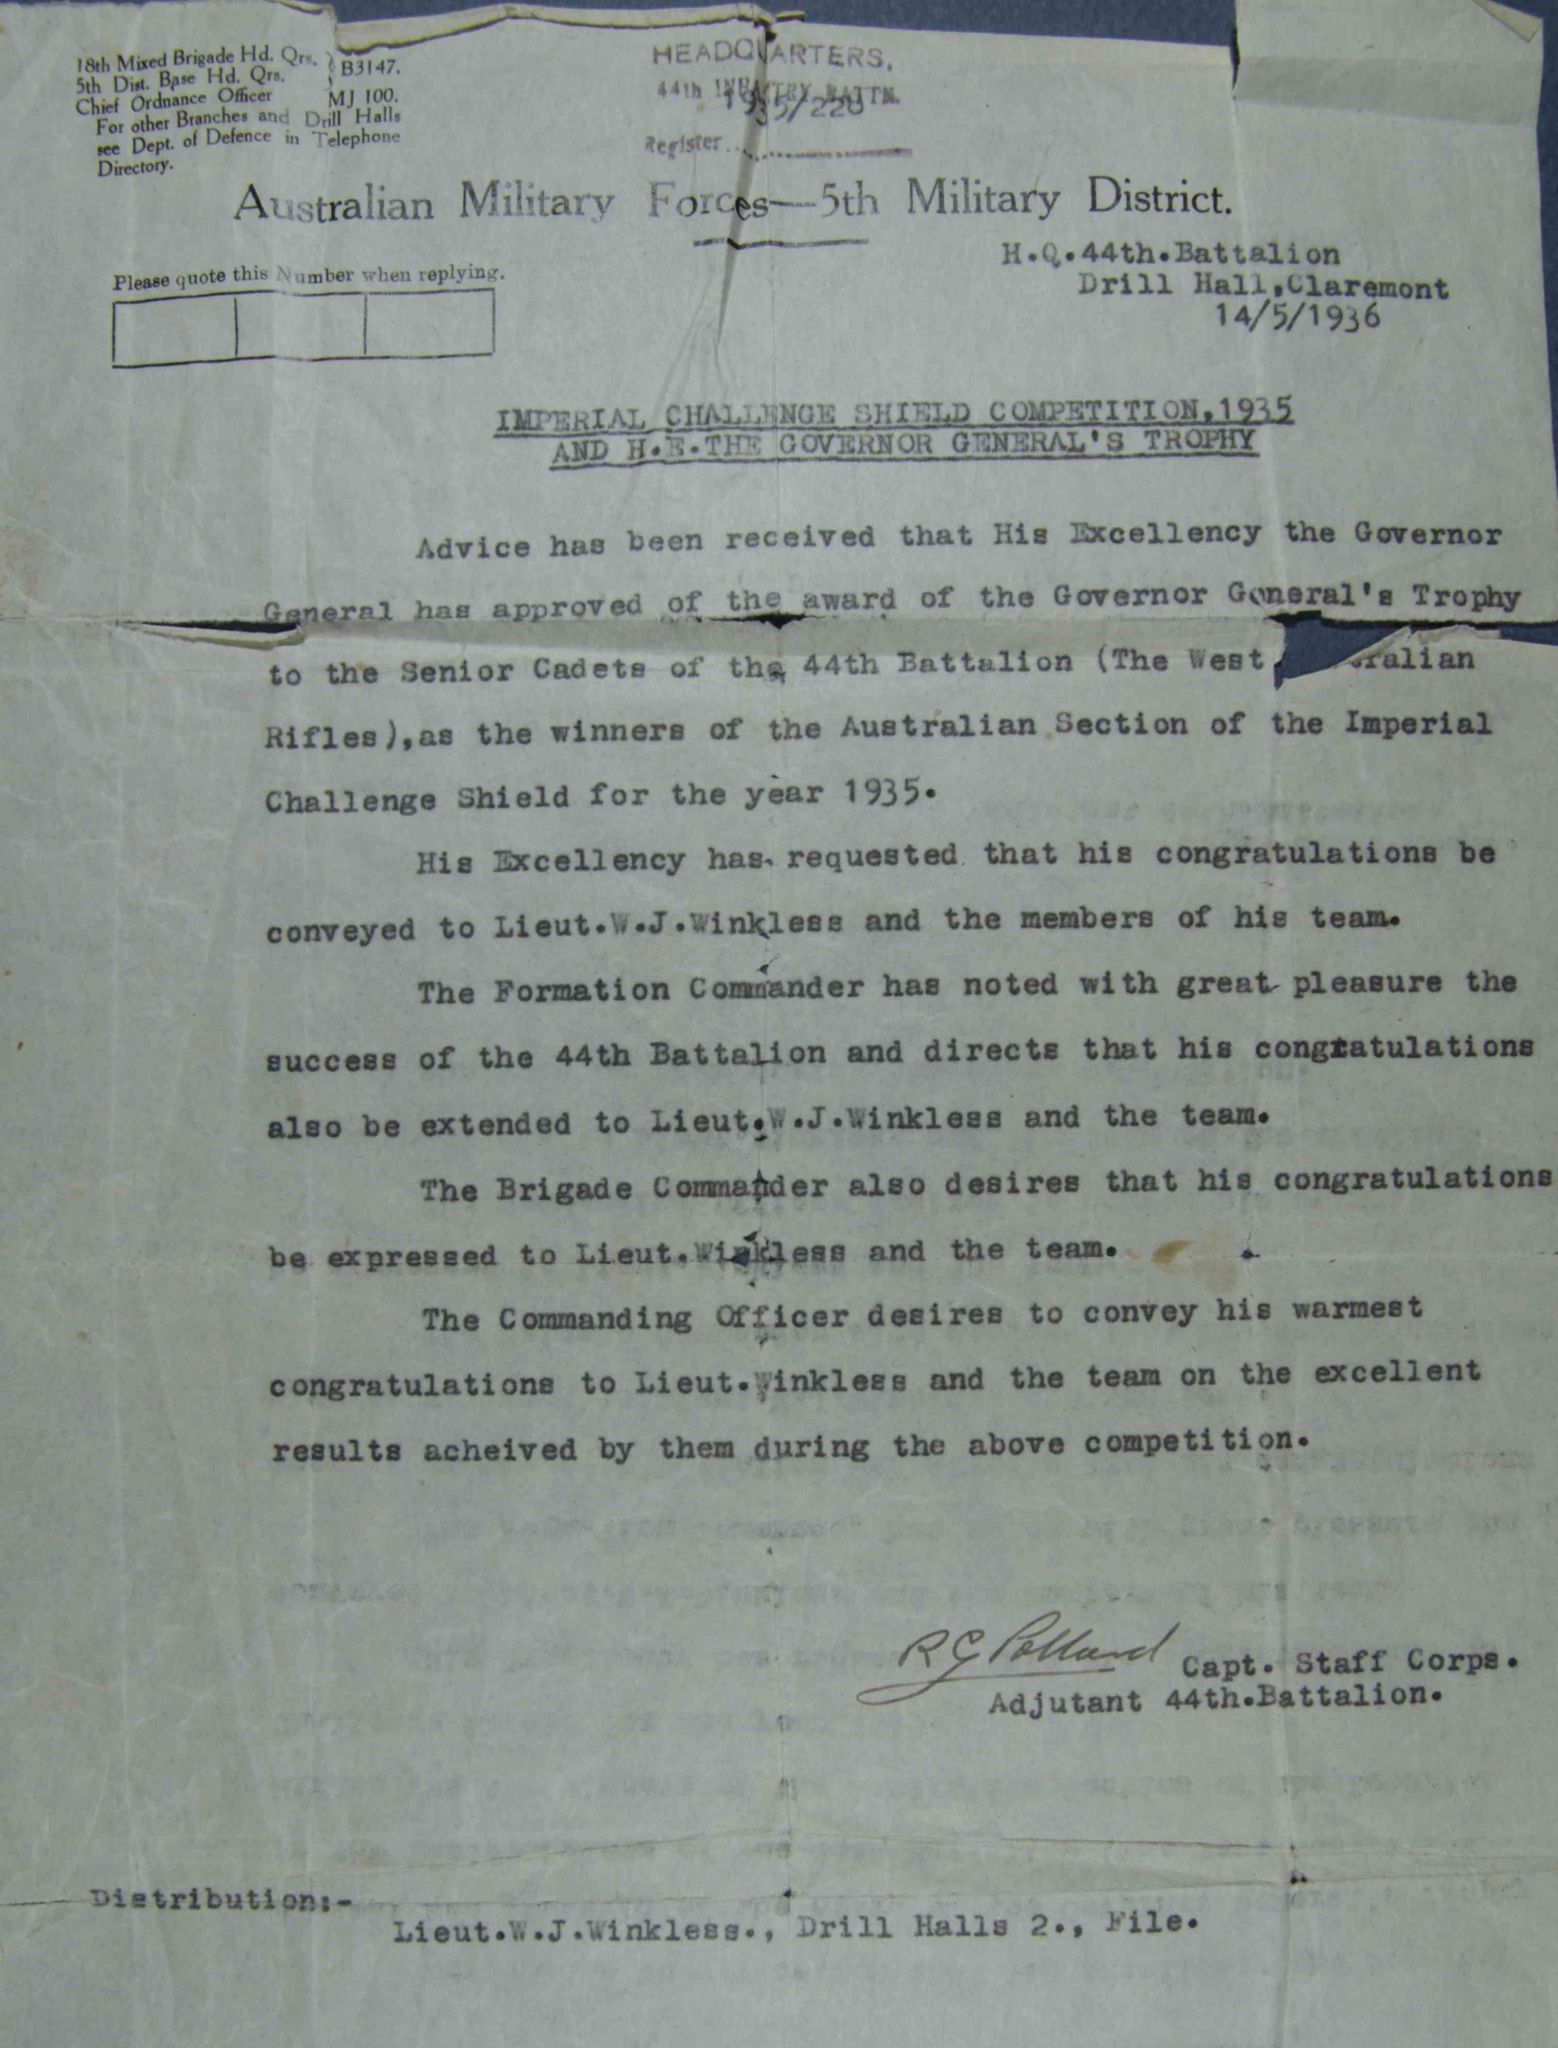 18th Mixed Brigade Hd. Qrs. } B3147.
5th Dist. Base Hd. Qrs.
Chief Ordnance Officer MJ 100.
For other Branches and Drill Halls
see Dept. of Defence in Telephone
Directory.
HEADQUARTERS,
44th INFANTRY BATTN.
1935/220
Register
Australian Military Forces—5th Military District.
H.Q.44th.Battalion
Drill Hall,Claremont
14/5/1936
Please quote this Number when replying.
IMPERIAL CHALLENGE SHIELD COMPETITION,1935
AND H.E.THE GOVERNOR GENERAL'S TROPHY
Advice has been received that His Excellency the Governor
General has approved of the award of the Governor General's Trophy
to the Senior Cadets of the 44th Battalion (The West ralian
Rifles),as the winners of the Australian Section of the Imperial
Challenge Shield for the year 1935.
His Excellency has requested that his congratulations be
conveyed to Lieut.W.J.Winkless and the members of his team.
The Formation Commander has noted with great pleasure the
success of the 44th Battalion and directs that his congratulations
also be extended to Lieut.W.J.Winkless and the team.
The Brigade Commander also desires that his congratulations
be expressed to Lieut.Winkless and the team.
The Commanding Officer desires to convey his warmest
congratulations to Lieut.Winkless and the team on the excellent
results acheived by them during the above competition.
R G Pollard Capt. Staff Corps.
Adjutant 44th.Battalion.
Distribution:-
Lieut.W.J.Winkless., Drill Halls 2., File.